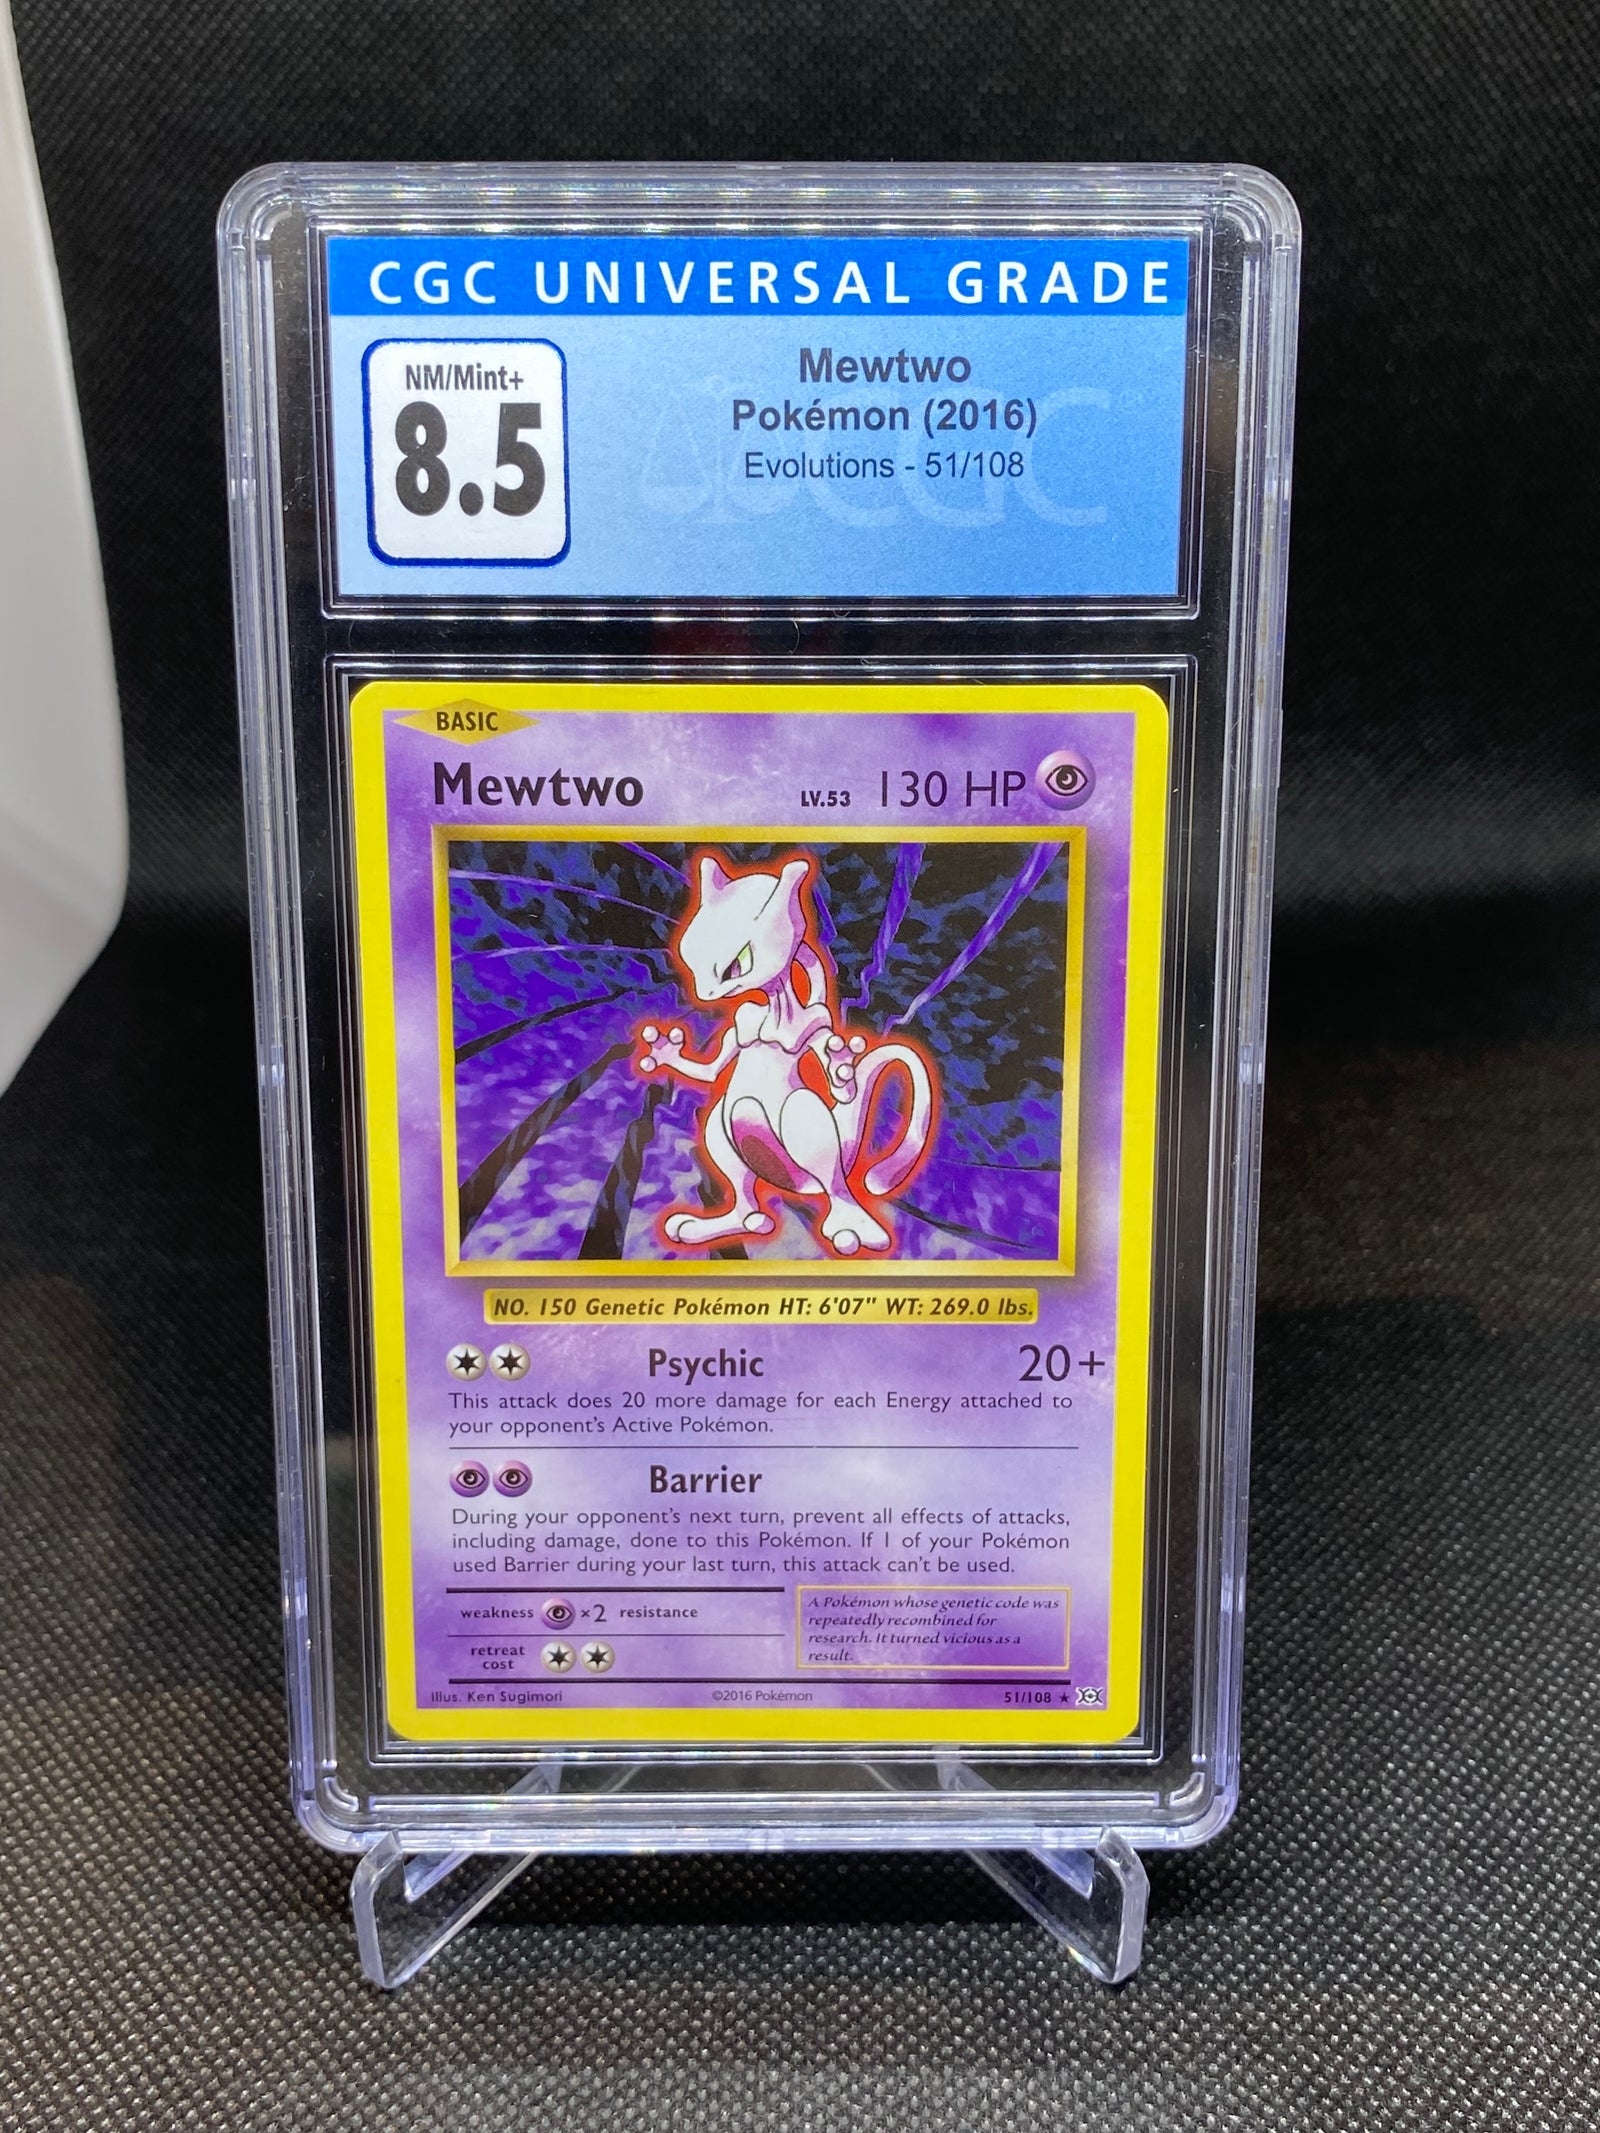 CGC UNIVERSAL GRADE
NM/Mint+
8.5
Mewtwo
Pokémon (2016)
Evolutions - 51/108
CGC
BASIC
Mewtwo LV.53 130 HP
NO. 150 Genetic Pokémon HT: 6'07" WT: 269.0 lbs.
Psychic 20+
This attack does 20 more damage for each Energy attached to
your opponent's Active Pokémon.
Barrier
During your opponent's next turn, prevent all effects of attacks,
including damage, done to this Pokémon. If 1 of your Pokémon
used Barrier during your last turn, this attack can't be used.
weakness ×2 resistance
retreat
cost
A Pokémon whose genetic code was
repeatedly recombined for
research. It turned vicious as a
result.
Illus. Ken Sugimori ©2016 Pokémon 51/108 ★